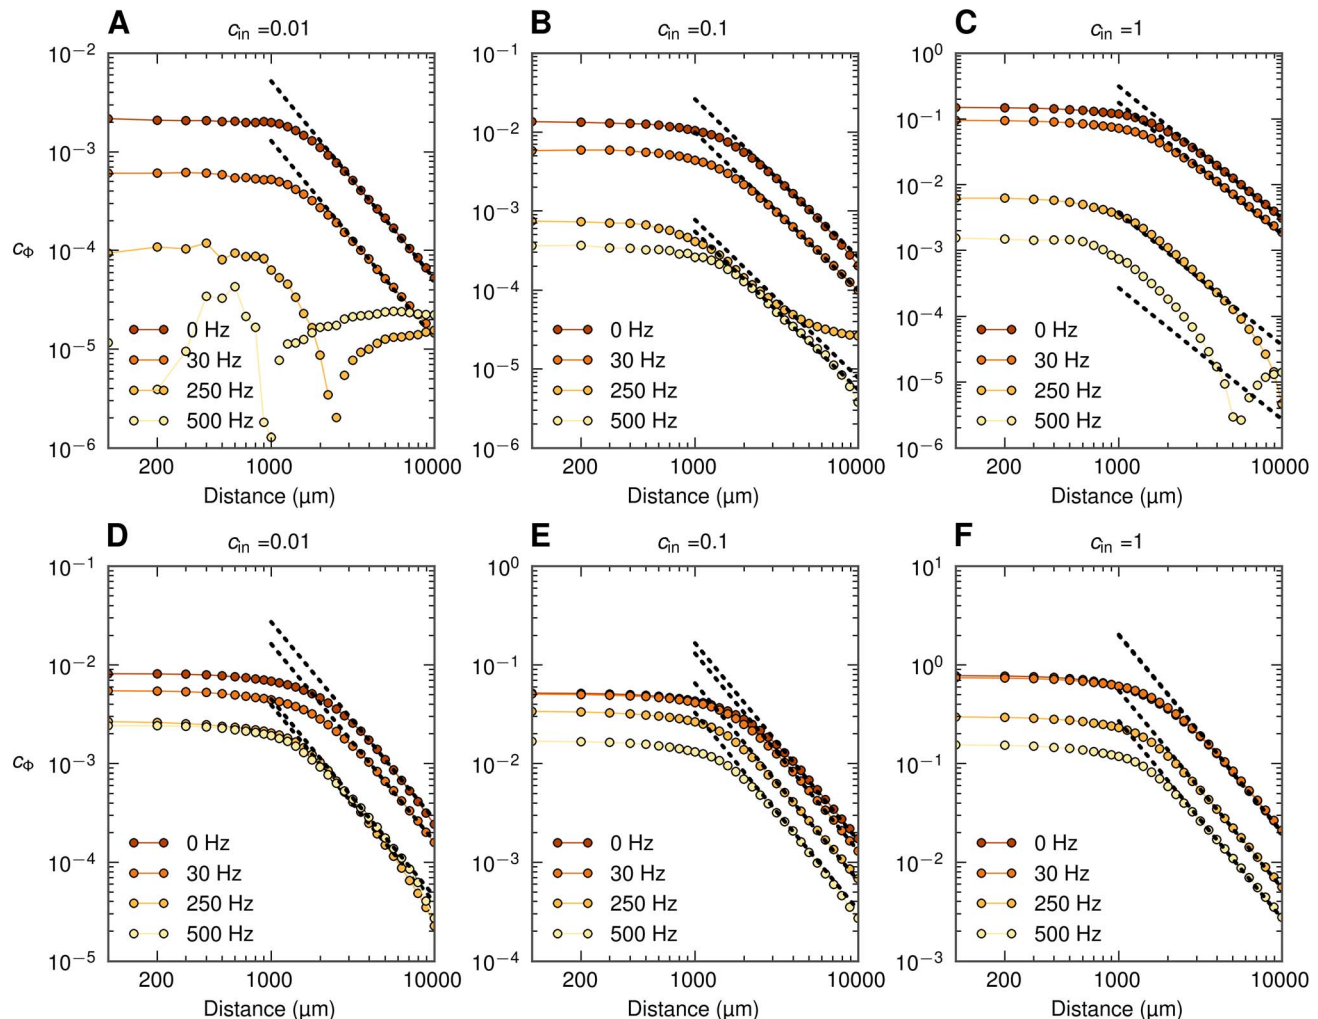 A
c_in =0.01
B
c_in =0.1
C
c_in =1
10⁻²
10⁻³
10⁻⁴
10⁻⁵
10⁻⁶
c_Φ
0 Hz
30 Hz
250 Hz
500 Hz
200
1000
10000
Distance (µm)
10⁻¹
10⁻²
10⁻³
10⁻⁴
10⁻⁵
10⁻⁶
0 Hz
30 Hz
250 Hz
500 Hz
200
1000
10000
Distance (µm)
10⁰
10⁻¹
10⁻²
10⁻³
10⁻⁴
10⁻⁵
10⁻⁶
0 Hz
30 Hz
250 Hz
500 Hz
200
1000
10000
Distance (µm)
D
c_in =0.01
E
c_in =0.1
F
c_in =1
10⁻¹
10⁻²
10⁻³
10⁻⁴
10⁻⁵
c_Φ
0 Hz
30 Hz
250 Hz
500 Hz
200
1000
10000
Distance (µm)
10⁰
10⁻¹
10⁻²
10⁻³
10⁻⁴
0 Hz
30 Hz
250 Hz
500 Hz
200
1000
10000
Distance (µm)
10¹
10⁰
10⁻¹
10⁻²
10⁻³
0 Hz
30 Hz
250 Hz
500 Hz
200
1000
10000
Distance (µm)